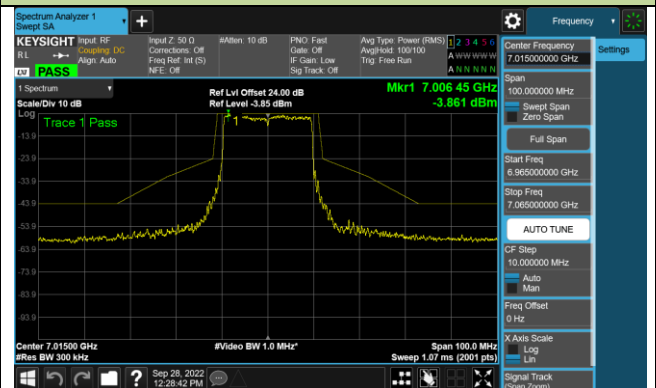 Spectrum Analyzer 1
Swept SA
Frequency
KEYSIGHT
Input: RF
Input Z: 50 Ω
#Atten: 10 dB
PNO: Fast
Avg Type: Power (RMS)
1 2 3 4 5 6
RL
Coupling: DC
Corrections: Off
Gate: Off
Avg|Hold: 100/100
Align: Auto
Freq Ref: Int (S)
IF Gain: Low
Trig: Free Run
A W W W W W
LXI
PASS
NFE: Off
Sig Track: Off
A N N N N N
1 Spectrum
Scale/Div 10 dB
Ref Lvl Offset 24.00 dB
Ref Level -3.85 dBm
Mkr1 7.006 45 GHz
-3.861 dBm
Log
Trace 1 Pass
1
-13.9
-23.9
-33.9
-43.9
-53.9
-63.9
-73.9
-83.9
-93.9
Center 7.01500 GHz
#Video BW 1.0 MHz*
Span 100.0 MHz
#Res BW 300 kHz
Sweep 1.07 ms (2001 pts)
Sep 28, 2022
12:28:42 PM
Center Frequency
7.015000000 GHz
Settings
Span
100.000000 MHz
Swept Span
Zero Span
Full Span
Start Freq
6.965000000 GHz
Stop Freq
7.065000000 GHz
AUTO TUNE
CF Step
10.000000 MHz
Auto
Man
Freq Offset
0 Hz
X Axis Scale
Log
Lin
Signal Track
(Span Zoom)